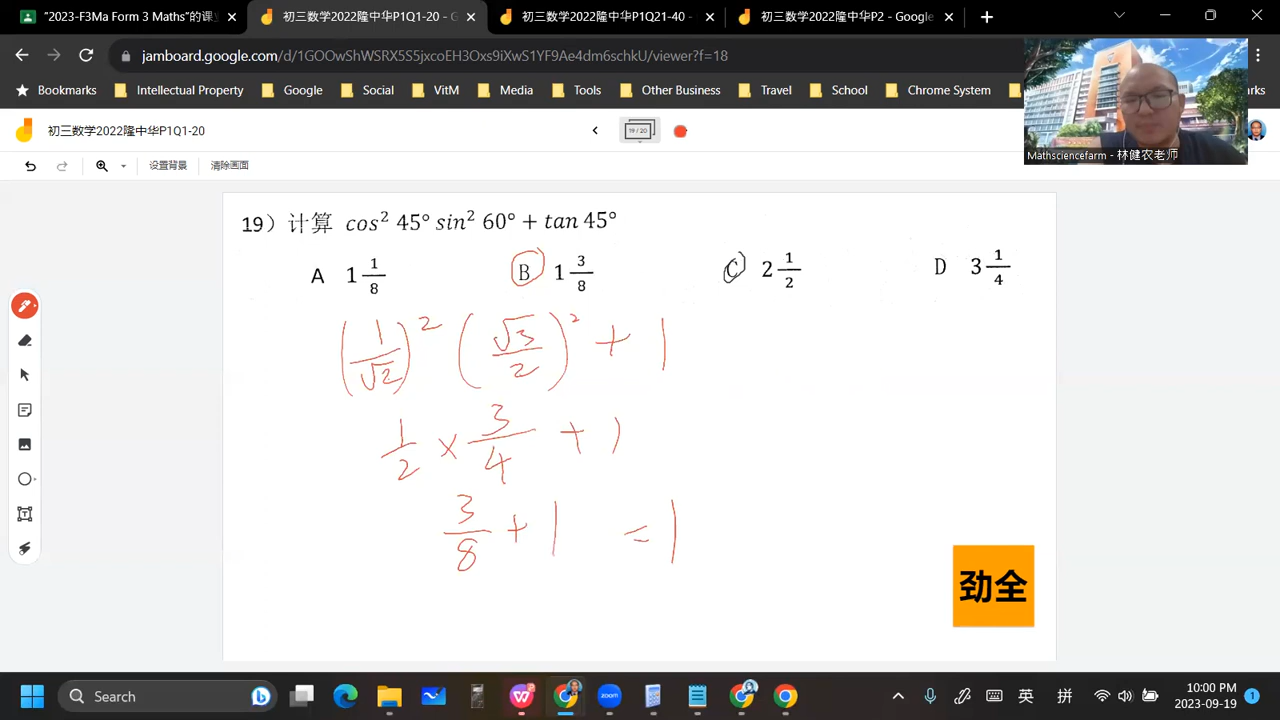 "2023-F3Ma Form 3 Maths"的课
初三数学2022隆中华P1Q1-20 - G
初三数学2022隆中华P1Q21-40 -
初三数学2022隆中华P2 - Google
jamboard.google.com/d/1GOOwShWSRX5S5jxcoEH3Oxs9iXwS1YF9Ae4dm6schkU/viewer?f=18
Bookmarks Intellectual Property Google Social VitM Media Tools Other Business Travel School Chrome System
初三数学2022隆中华P1Q1-20
19 / 20
Mathsciencefarm - 林健农老师
设置背景 清除画面
19）计算 cos² 45° sin² 60° + tan 45°
A 1 1/8 B 1 3/8 C 2 1/2 D 3 1/4
(1/√2)² (√3/2)² + 1
1/2 × 3/4 + 1
3/8 + 1 = 1
劲全
Search
英 拼
10:00 PM
2023-09-19